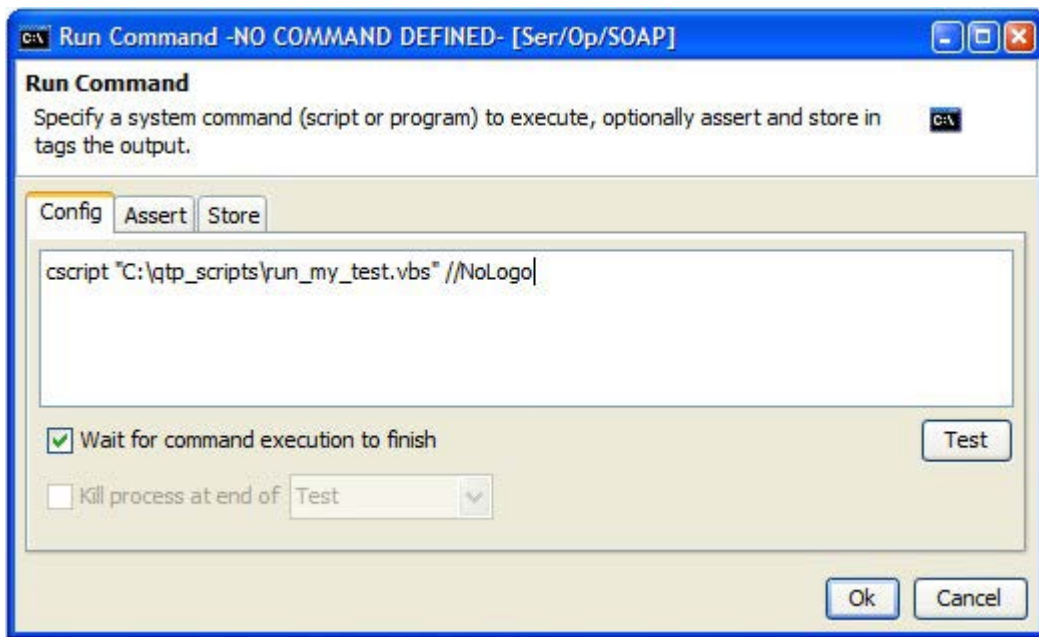 C:\ Run Command -NO COMMAND DEFINED- [Ser/Op/SOAP]
Run Command
Specify a system command (script or program) to execute, optionally assert and store in
tags the output.
C:\
Config Assert Store
cscript "C:\qtp_scripts\run_my_test.vbs" //NoLogo
Wait for command execution to finish
Test
Kill process at end of Test
Ok Cancel